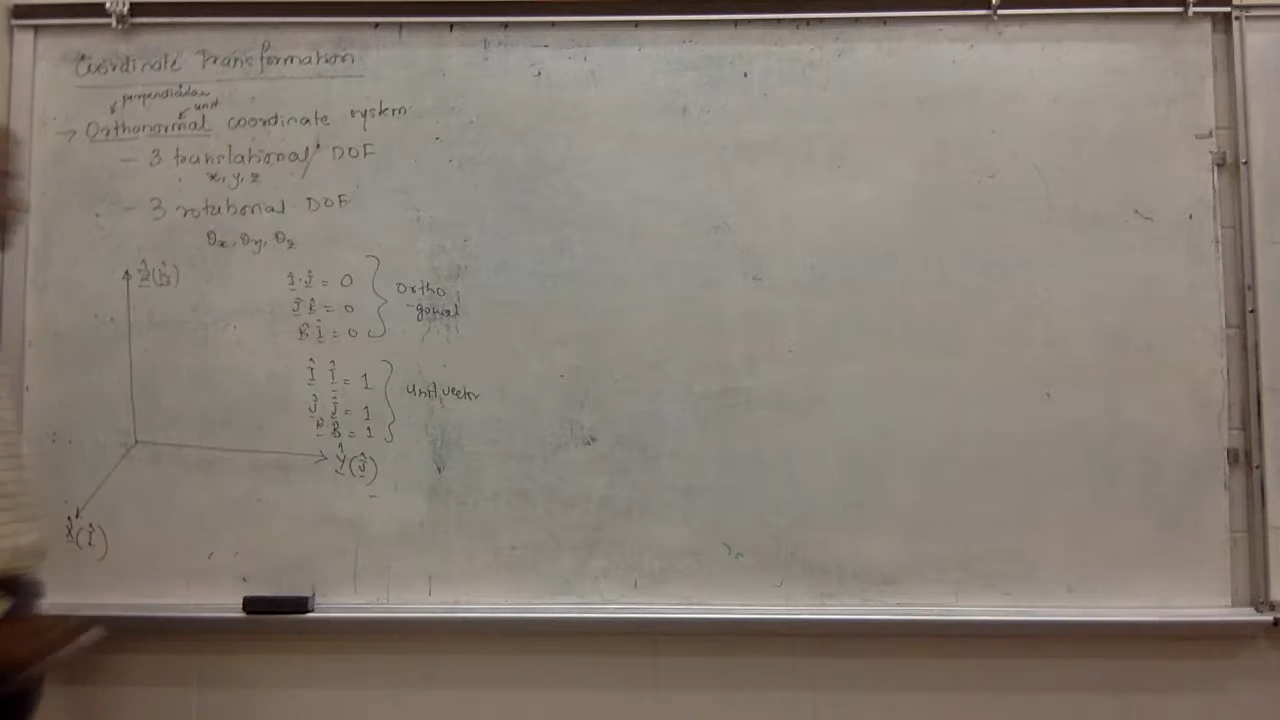 Coordinate Transformation
perpendicular
unit
→ Orthonormal coordinate system
- 3 translational DOF
x, y, z
- 3 rotational DOF
θx, θy, θz
Ẑ( )
Î·Ĵ = 0
Ĵ·K̂ = 0
K̂·Î = 0
Ortho
-gonal
Î Î = 1
Ĵ Ĵ = 1
K̂ K̂ = 1
unit vector
Ŷ(Ĵ)
X̂(Î)